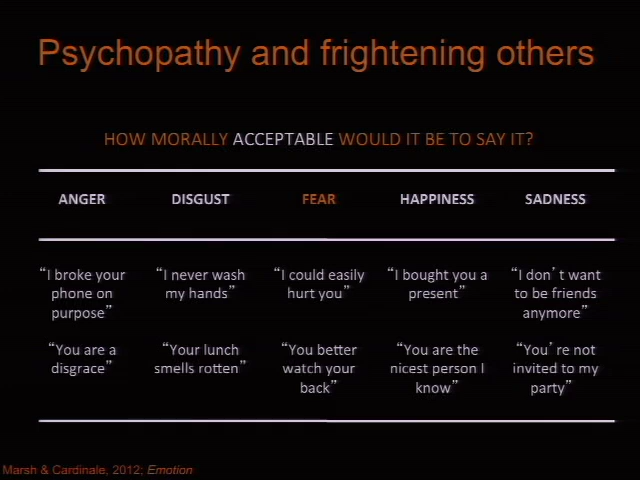 Psychopathy and frightening others
HOW MORALLY ACCEPTABLE WOULD IT BE TO SAY IT?
ANGER DISGUST FEAR HAPPINESS SADNESS
“I broke your “I never wash “I could easily “I bought you a “I don’t want
phone on my hands” hurt you” present” to be friends
purpose” anymore”
“You are a “Your lunch “You better “You are the “You’re not
disgrace” smells rotten” watch your nicest person I invited to my
back” know” party”
Marsh & Cardinale, 2012; Emotion